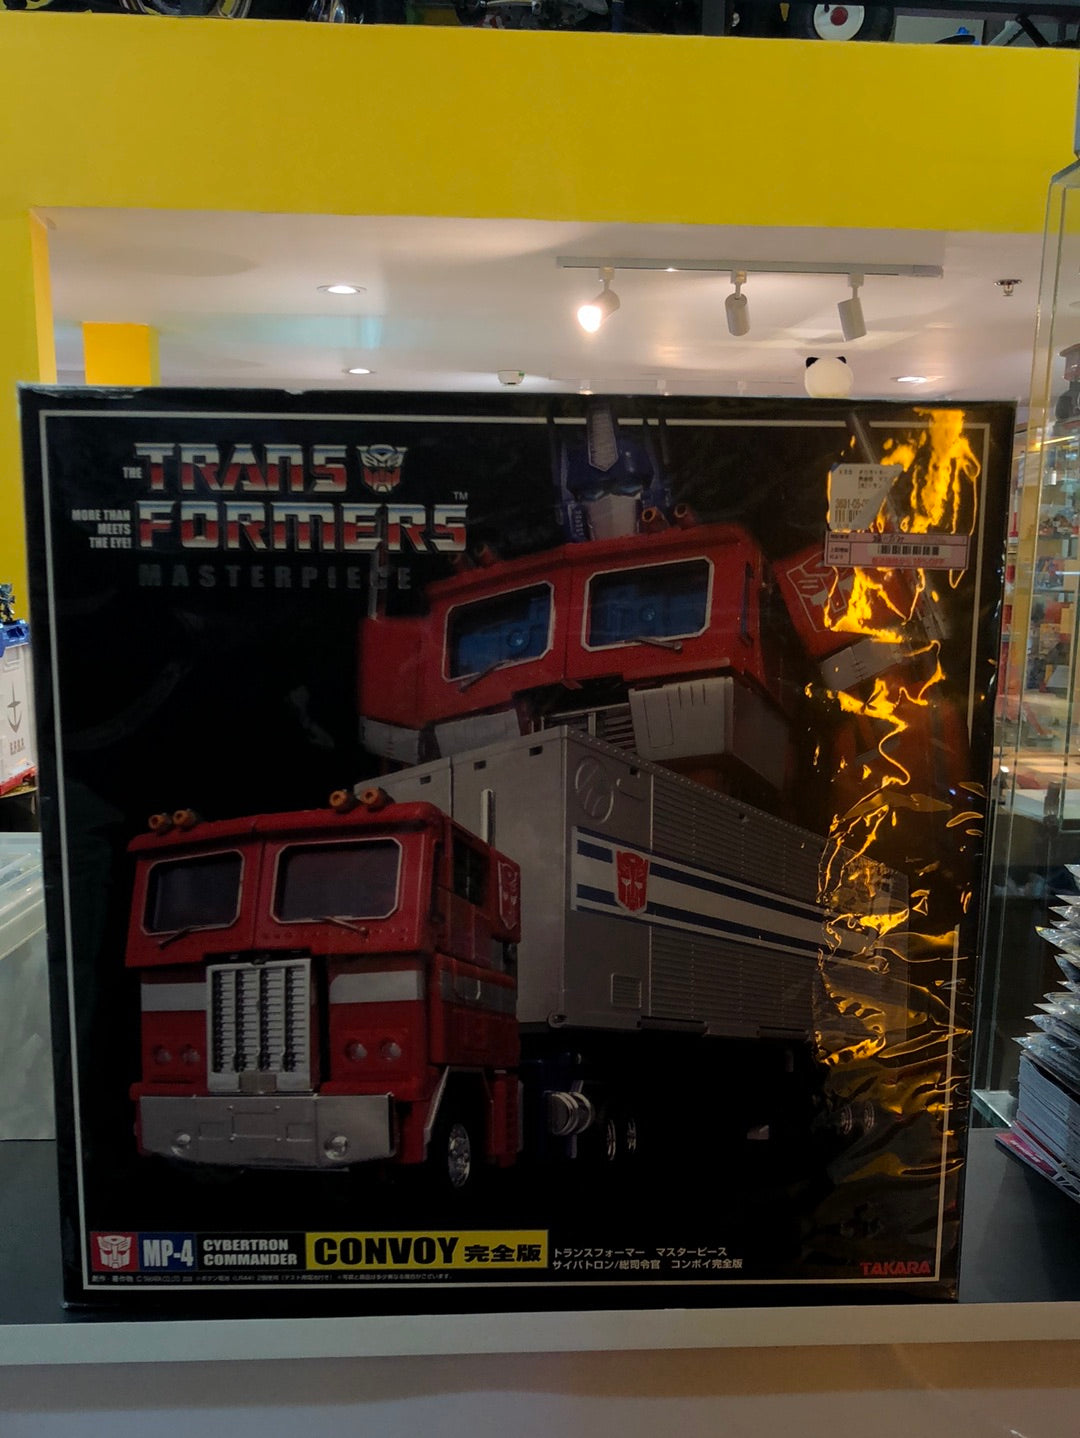 THE TRANSFORMERS™
MORE THAN
MEETS
THE EYE!
MASTERPIECE
MP-4
CYBERTRON
COMMANDER
CONVOY 完全版
トランスフォーマー マスターピース
サイバトロン/総司令官 コンボイ完全版
TAKARA